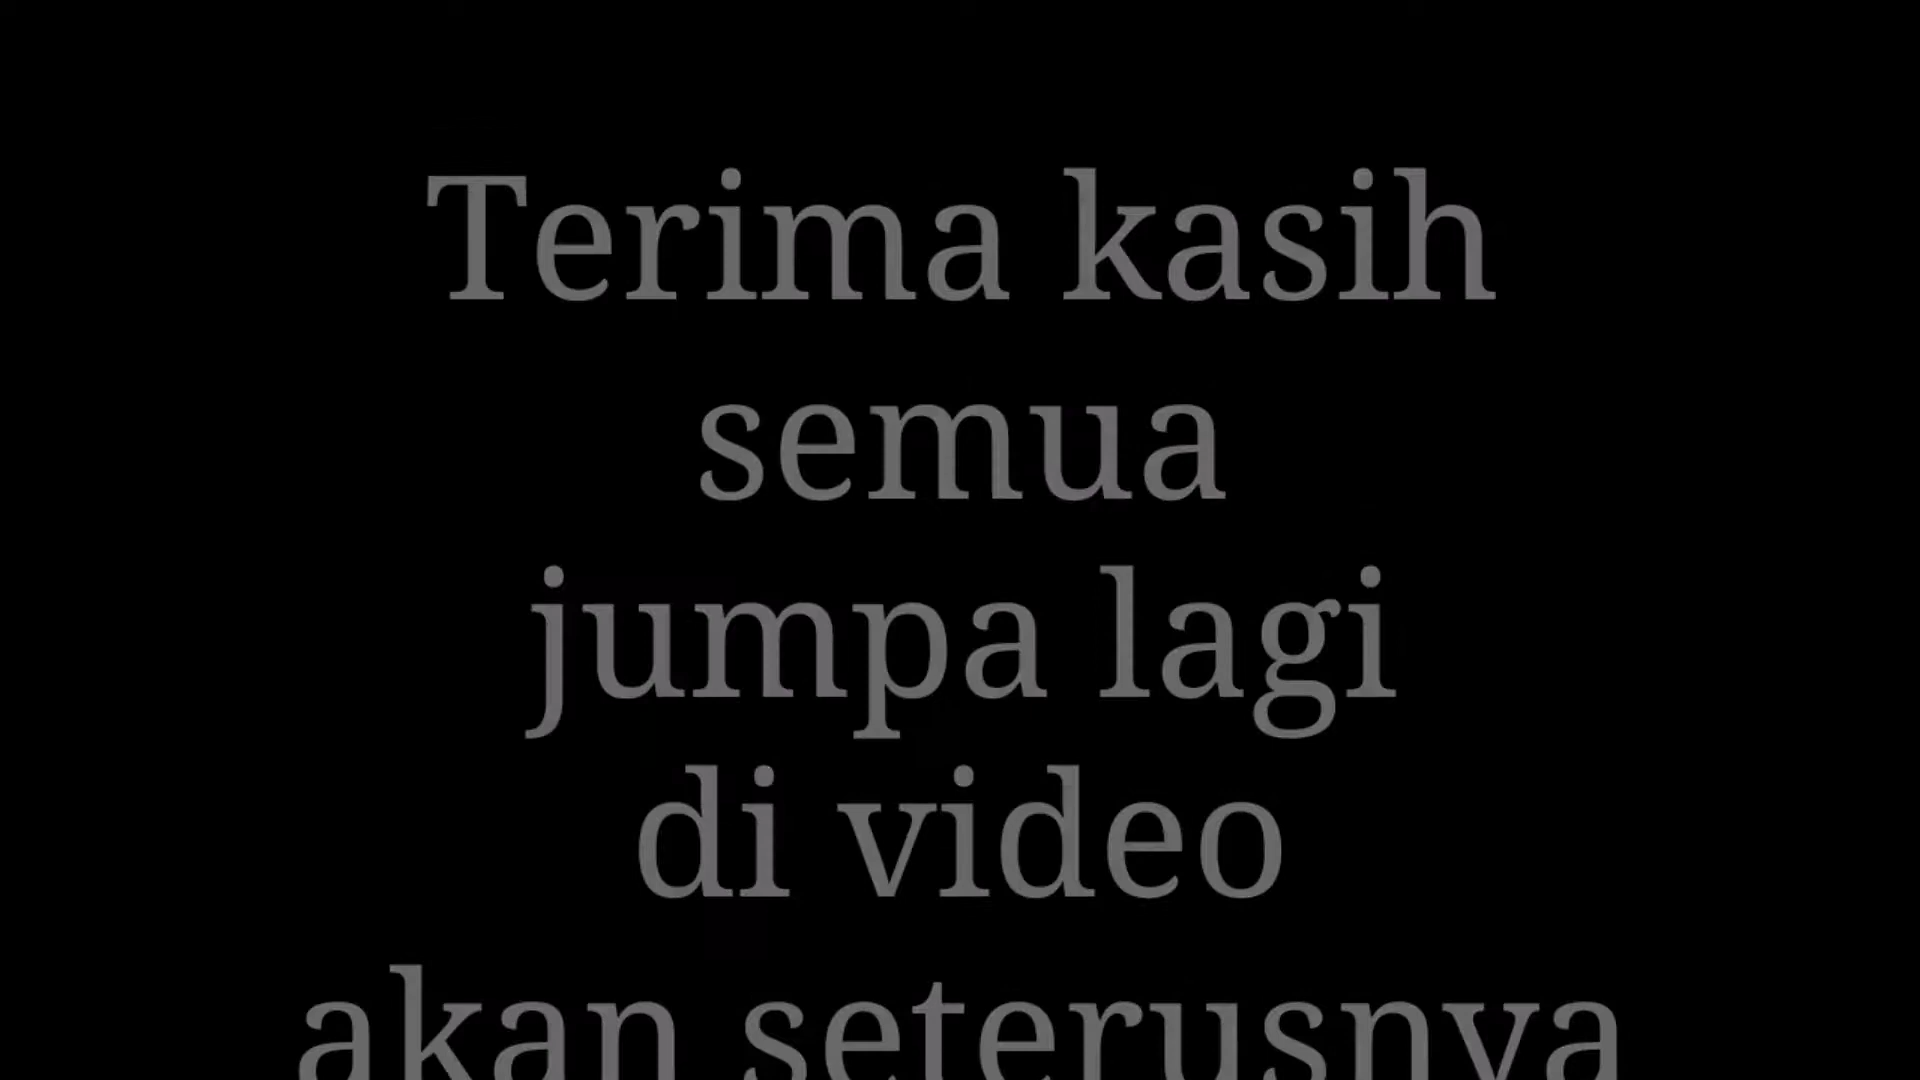 Terima kasih
semua
jumpa lagi
di video
akan seterusnya